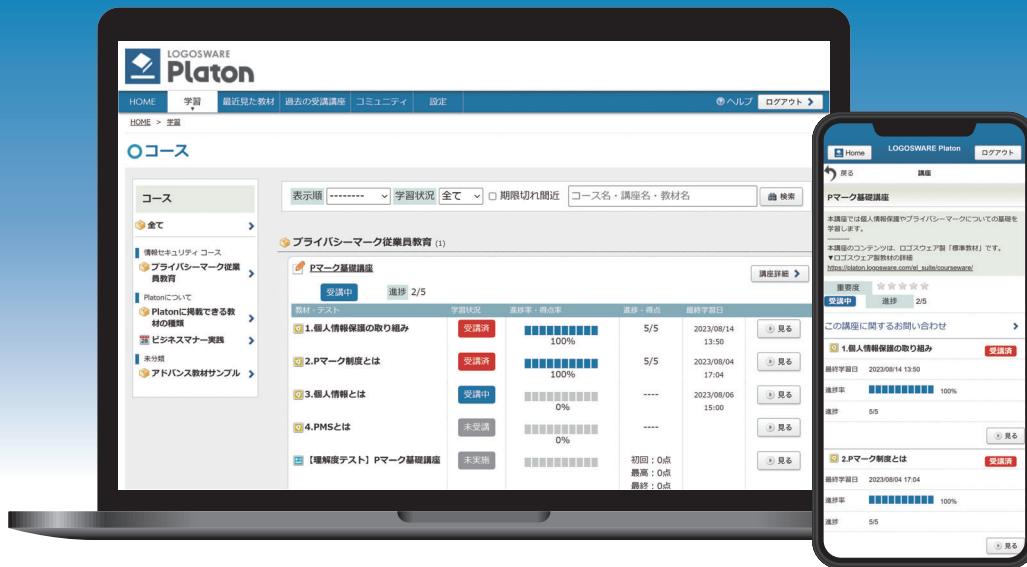 LOGOSWARE
Platon
HOME 学習 最近見た教材 過去の受講講座 コミュニティ 設定 ヘルプ ログアウト
HOME > 学習
コース
コース
全て
情報セキュリティ コース
プライバシーマーク従業
員教育
Platonについて
Platonに掲載できる教
材の種類
ビジネスマナー実践
未分類
アドバンス教材サンプル
表示順 -------- 学習状況 全て 期限切れ間近 コース名・講座名・教材名 検索
プライバシーマーク従業員教育 (1)
Pマーク基礎講座 講座詳細
受講中 進捗 2/5
教材・テスト 学習状況 進捗率・得点率 進捗・得点 最終学習日
1.個人情報保護の取り組み 受講済 100% 5/5 2023/08/14 見る
13:50
2.Pマーク制度とは 受講済 100% 5/5 2023/08/04 見る
17:04
3.個人情報とは 受講中 0% ---- 2023/08/06 見る
15:00
4.PMSとは 未受講 0% ---- 見る
【理解度テスト】Pマーク基礎講座 未実施 初回：0点 見る
最高：0点
最終：0点
Home LOGOSWARE Platon ログアウト
戻る 講座
Pマーク基礎講座
本講座では個人情報保護やプライバシーマークについての基礎を
学習します。
----------
本講座のコンテンツは、ロゴスウェア製「標準教材」です。
▼ロゴスウェア製教材の詳細
https://platon.logosware.com/el_suite/courseware/
重要度 ☆☆☆☆☆
受講中 進捗 2/5
この講座に関するお問い合わせ
1.個人情報保護の取り組み 受講済
最終学習日 2023/08/14 13:50
進捗率 100%
進捗 5/5
見る
2.Pマーク制度とは 受講済
最終学習日 2023/08/04 17:04
進捗率 100%
進捗 5/5
見る